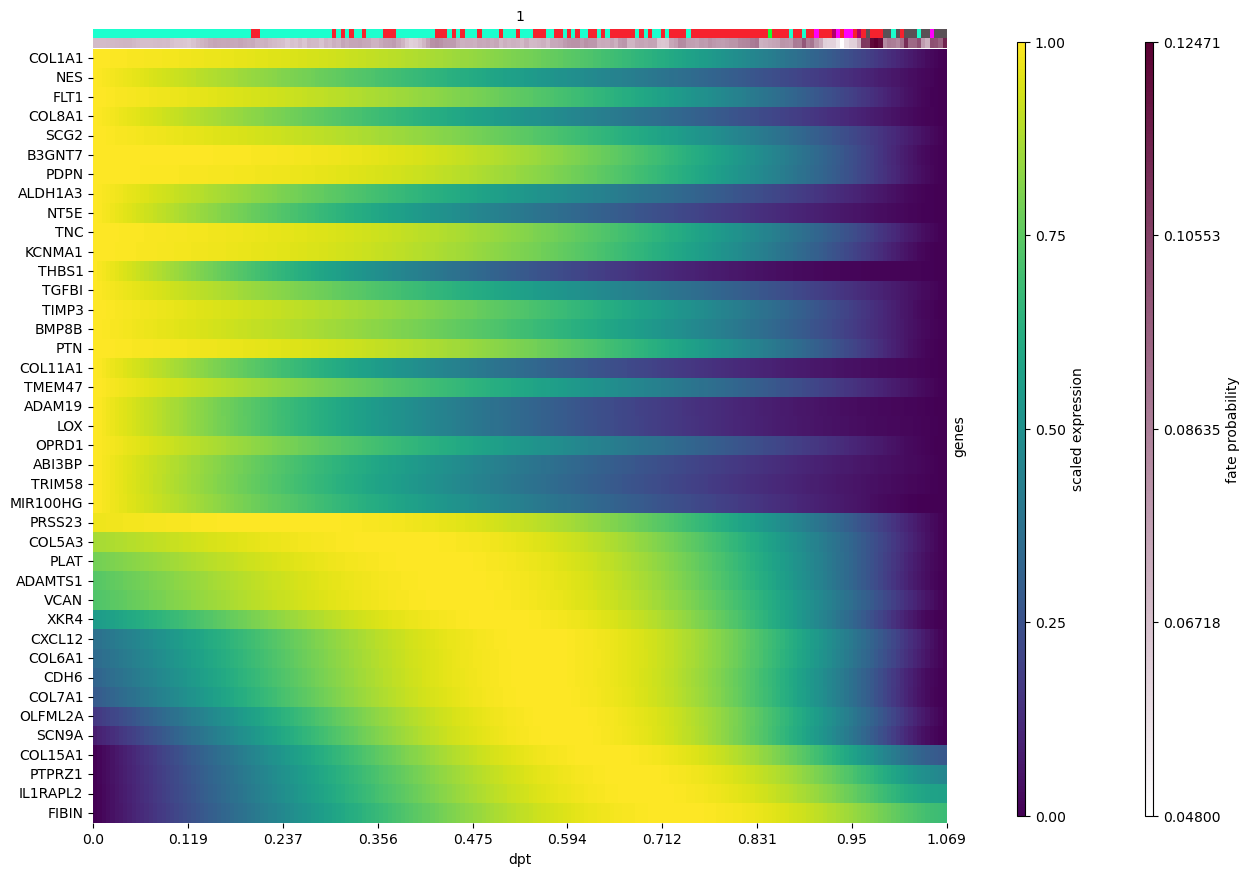 1
COL1A1
NES
FLT1
COL8A1
SCG2
B3GNT7
PDPN
ALDH1A3
NT5E
TNC
KCNMA1
THBS1
TGFBI
TIMP3
BMP8B
PTN
COL11A1
TMEM47
ADAM19
LOX
OPRD1
ABI3BP
TRIM58
MIR100HG
PRSS23
COL5A3
PLAT
ADAMTS1
VCAN
XKR4
CXCL12
COL6A1
CDH6
COL7A1
OLFML2A
SCN9A
COL15A1
PTPRZ1
IL1RAPL2
FIBIN
0.0 0.119 0.237 0.356 0.475 0.594 0.712 0.831 0.95 1.069
dpt
genes
1.00
0.75
0.50
0.25
0.00
scaled expression
0.12471
0.10553
0.08635
0.06718
0.04800
fate probability